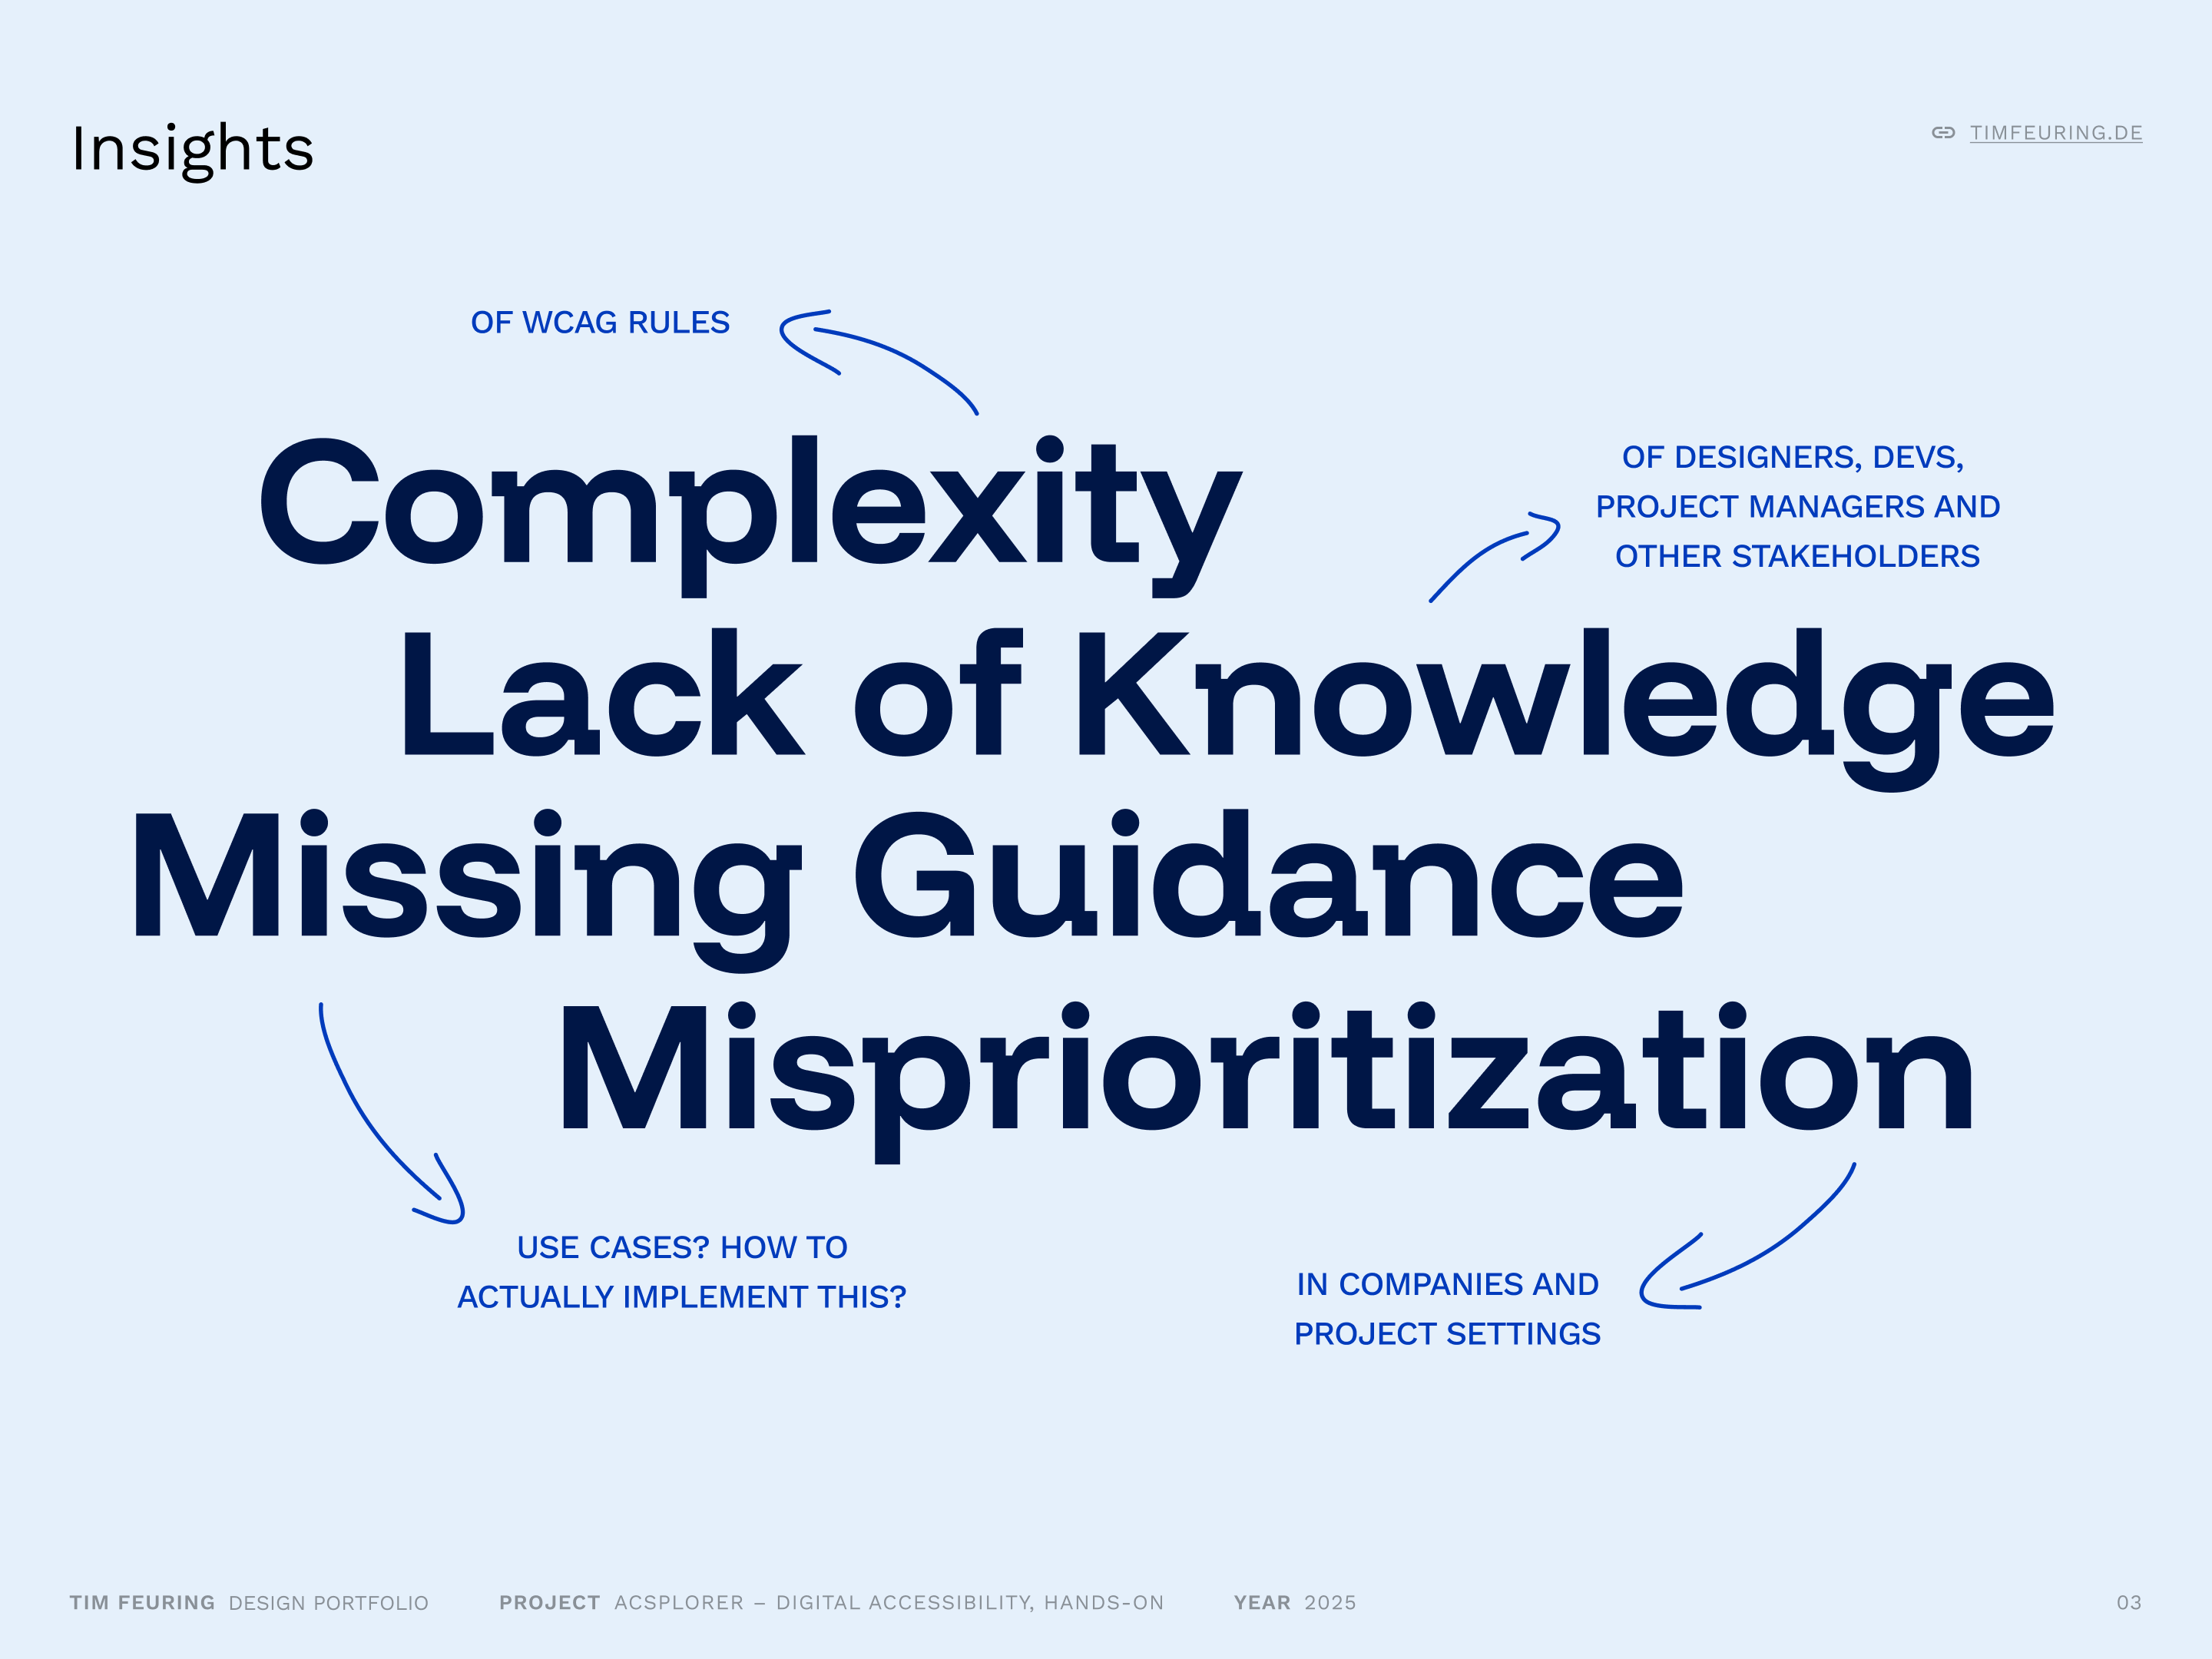 Insights
TIMFEURING.DE
OF WCAG RULES
Complexity
OF DESIGNERS, DEVS,
PROJECT MANAGERS AND
OTHER STAKEHOLDERS
Lack of Knowledge
Missing Guidance
Misprioritization
USE CASES? HOW TO
ACTUALLY IMPLEMENT THIS?
IN COMPANIES AND
PROJECT SETTINGS
TIM FEURING DESIGN PORTFOLIO PROJECT ACSPLORER – DIGITAL ACCESSIBILITY, HANDS-ON YEAR 2025 03